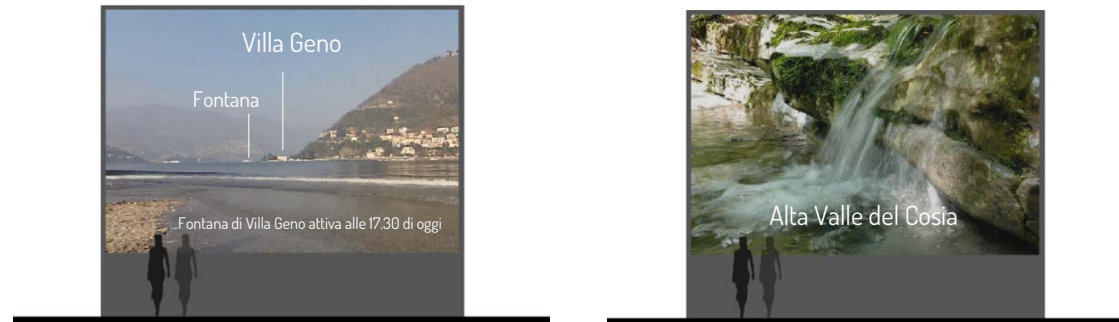 Villa Geno
Fontana
...Fontana di Villa Geno attiva alle 17.30 di oggi
Alta Valle del Cosia